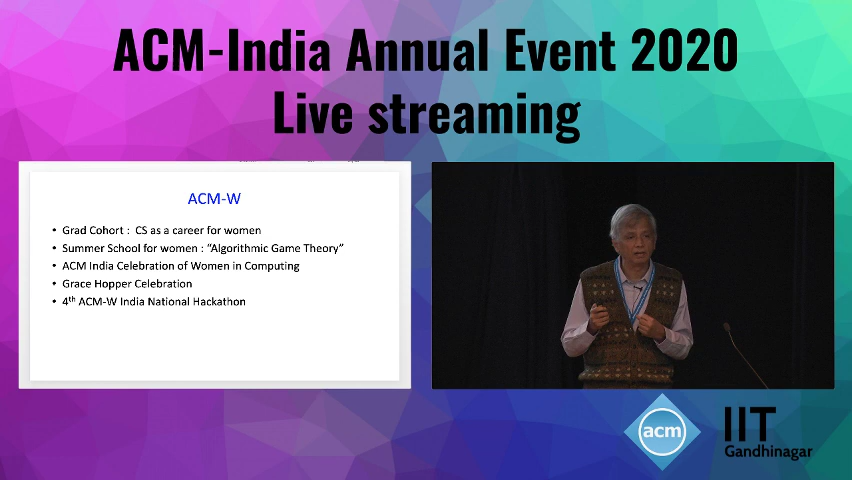 ACM-India Annual Event 2020
Live streaming
ACM-W
• Grad Cohort : CS as a career for women
• Summer School for women : “Algorithmic Game Theory”
• ACM India Celebration of Women in Computing
• Grace Hopper Celebration
• 4th ACM-W India National Hackathon
acm
IIT
Gandhinagar